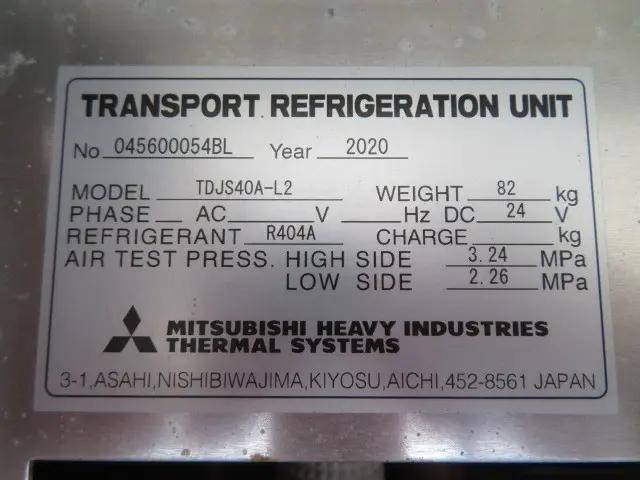 TRANSPORT REFRIGERATION UNIT
No 045600054BL Year 2020
MODEL TDJS40A-L2 WEIGHT 82 kg
PHASE AC V Hz DC 24 V
REFRIGERANT R404A CHARGE kg
AIR TEST PRESS. HIGH SIDE 3.24 MPa
LOW SIDE 2.26 MPa
MITSUBISHI HEAVY INDUSTRIES
THERMAL SYSTEMS
3-1,ASAHI,NISHIBIWAJIMA,KIYOSU,AICHI,452-8561 JAPAN